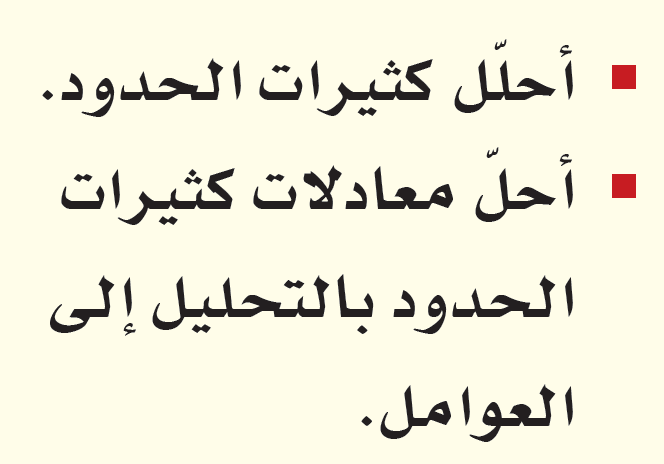 أحلّل كثيرات الحدود.
أحلّ معادلات كثيرات
الحدود بالتحليل إلى
العوامل.